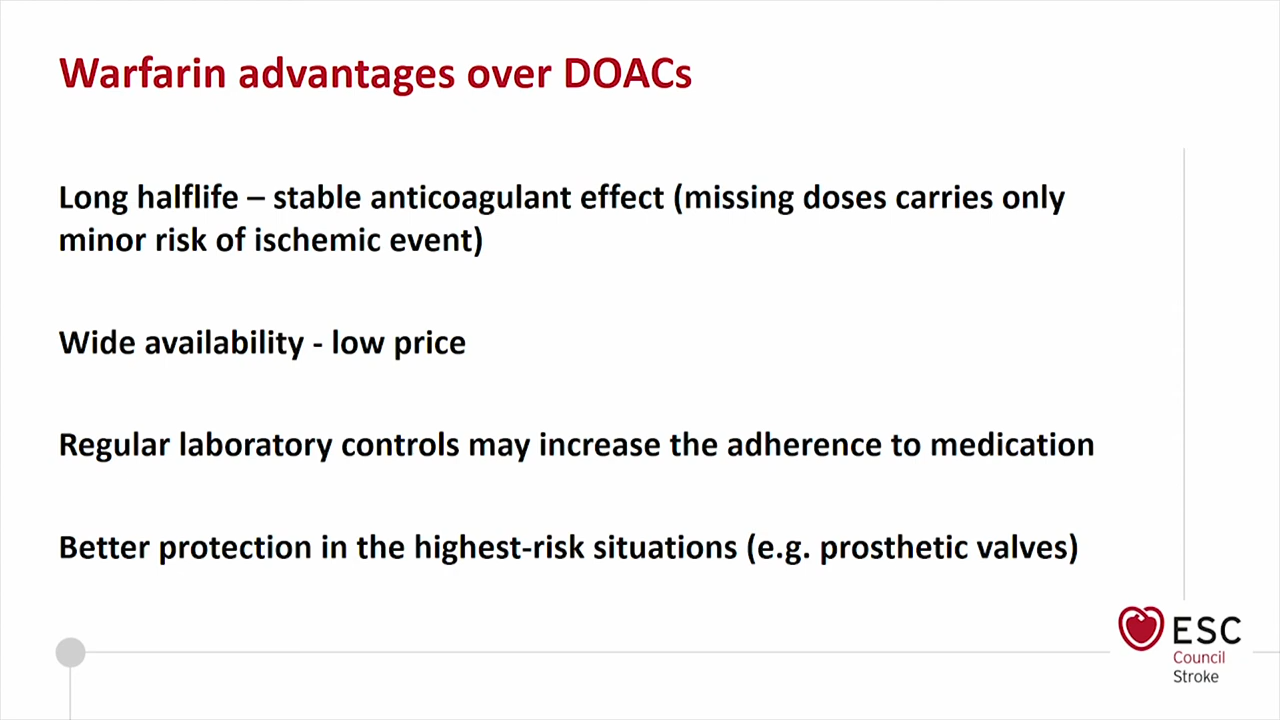 Warfarin advantages over DOACs
Long halflife – stable anticoagulant effect (missing doses carries only
minor risk of ischemic event)
Wide availability - low price
Regular laboratory controls may increase the adherence to medication
Better protection in the highest-risk situations (e.g. prosthetic valves)
ESC
Council
Stroke